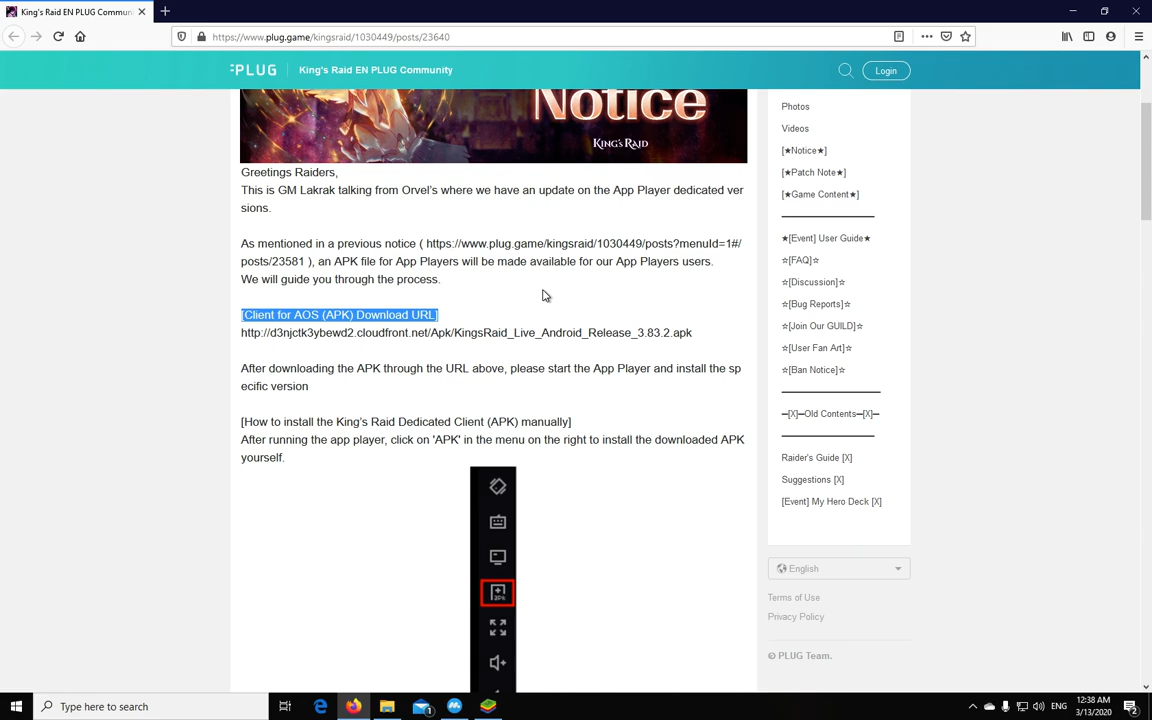 King's Raid EN PLUG Commun
https://www.plug.game/kingsraid/1030449/posts/23640
PLUG
King's Raid EN PLUG Community
Login
Notice
KING'S RAID
Greetings Raiders,
This is GM Lakrak talking from Orvel's where we have an update on the App Player dedicated ver
sions.
As mentioned in a previous notice ( https://www.plug.game/kingsraid/1030449/posts?menuId=1#/
posts/23581 ), an APK file for App Players will be made available for our App Players users.
We will guide you through the process.
[Client for AOS (APK) Download URL]
http://d3njctk3ybewd2.cloudfront.net/Apk/KingsRaid_Live_Android_Release_3.83.2.apk
After downloading the APK through the URL above, please start the App Player and install the sp
ecific version
[How to install the King's Raid Dedicated Client (APK) manually]
After running the app player, click on 'APK' in the menu on the right to install the downloaded APK
yourself.
APK
Photos
Videos
[★Notice★]
[★Patch Note★]
[★Game Content★]
★[Event] User Guide★
☆[FAQ]☆
☆[Discussion]☆
☆[Bug Reports]☆
☆[Join Our GUILD]☆
☆[User Fan Art]☆
☆[Ban Notice]☆
━[X]━Old Contents━[X]━
Raider's Guide [X]
Suggestions [X]
[Event] My Hero Deck [X]
English
Terms of Use
Privacy Policy
© PLUG Team.
Type here to search
1
ENG
12:38 AM
3/13/2020
2